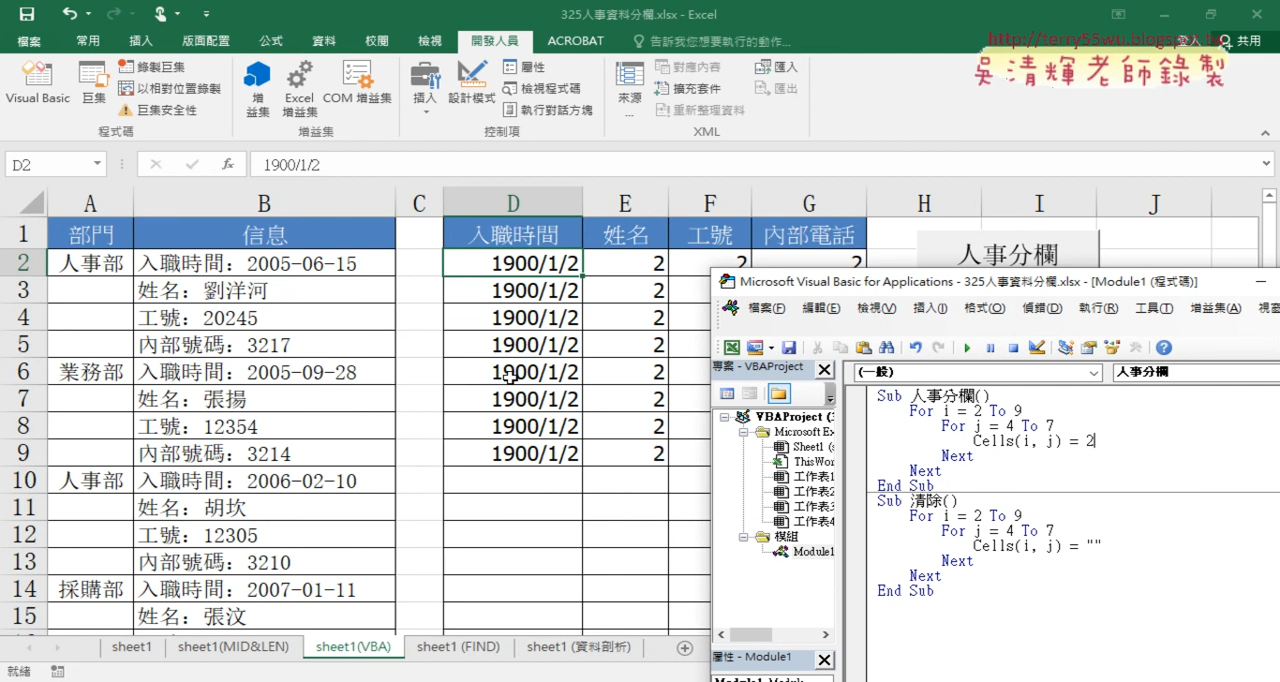 325人事資料分欄.xlsx - Excel
檔案 常用 插入 版面配置 公式 資料 校閱 檢視 開發人員 ACROBAT 告訴我您想要執行的動作... 登入 共用
http://terry55wu.blogspot.tw
吳清輝老師錄製
Visual Basic 巨集 錄製巨集 以相對位置錄製 巨集安全性
增益集 Excel 增益集 COM 增益集
插入 設計模式 屬性 檢視程式碼 執行對話方塊
來源... 對應內容 擴充套件 重新整理資料 匯入 匯出
程式碼 增益集 控制項 XML
D2 fx 1900/1/2
A B C D E F G H I J
1 部門 信息 入職時間 姓名 工號 內部電話
人事分欄
2 人事部 入職時間：2005-06-15 1900/1/2 2 2 2
3 姓名：劉洋河 1900/1/2 2
4 工號：20245 1900/1/2 2
5 內部號碼：3217 1900/1/2 2
6 業務部 入職時間：2005-09-28 1900/1/2 2
7 姓名：張揚 1900/1/2 2
8 工號：12354 1900/1/2 2
9 內部號碼：3214 1900/1/2 2
10 人事部 入職時間：2006-02-10
11 姓名：胡坎
12 工號：12305
13 內部號碼：3210
14 採購部 入職時間：2007-01-11
15 姓名：張汶
sheet1 sheet1(MID&LEN) sheet1(VBA) sheet1 (FIND) sheet1 (資料剖析)
就緒
Microsoft Visual Basic for Applications - 325人事資料分欄.xlsx - [Module1 (程式碼)]
檔案(F) 編輯(E) 檢視(V) 插入(I) 格式(O) 偵錯(D) 執行(R) 工具(T) 增益集(A) 視窗
專案 - VBAProject
VBAProject (3
Microsoft Ex
Sheet1 (s
ThisWor
工作表1
工作表2
工作表3
工作表4
模組
Module1
屬性 - Module1
(一般) 人事分欄
Sub 人事分欄()
For i = 2 To 9
For j = 4 To 7
Cells(i, j) = 2
Next
Next
End Sub
Sub 清除()
For i = 2 To 9
For j = 4 To 7
Cells(i, j) = ""
Next
Next
End Sub